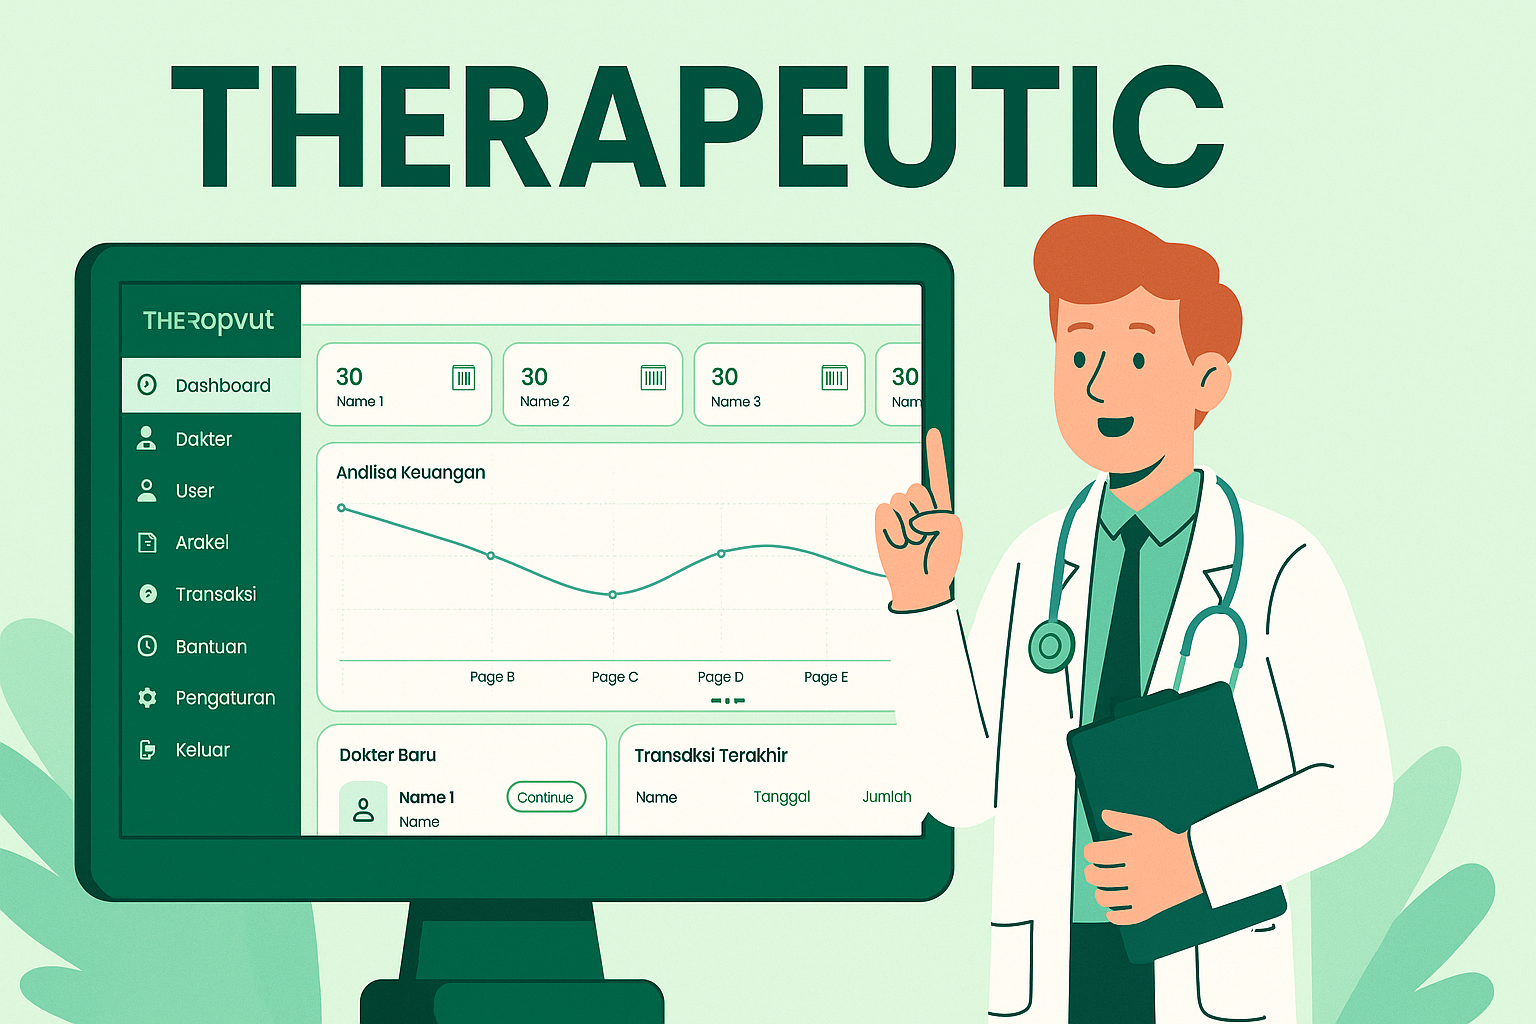 THERAPEUTIC
THERopvut
Dashboard
Dakter
User
Arakel
Transaksi
Bantuan
Pengaturan
Keluar
30
Name 1
30
Name 2
30
Name 3
30
Nam
Andlisa Keuangan
Page B
Page C
Page D
Page E
Dokter Baru
Name 1
Name
Continue
Transdksi Terakhir
Name
Tanggal
Jumlah